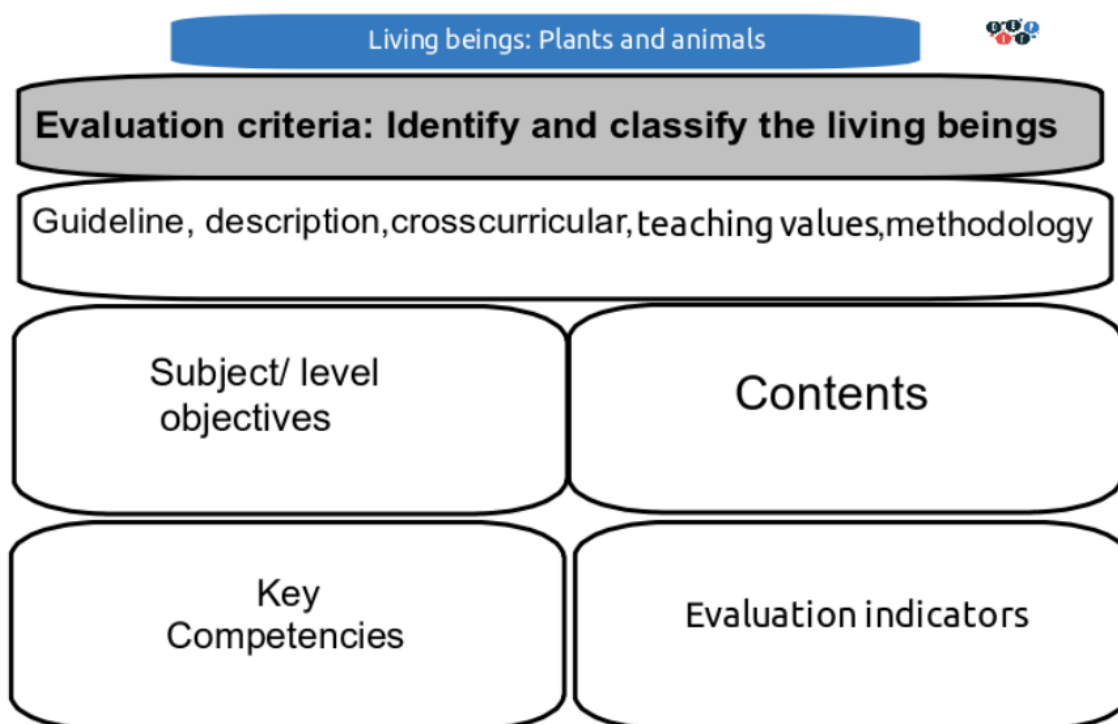 Living beings: Plants and animals
Evaluation criteria: Identify and classify the living beings
Guideline, description,crosscurricular,teaching values,methodology
Subject/ level
objectives
Contents
Key
Competencies
Evaluation indicators